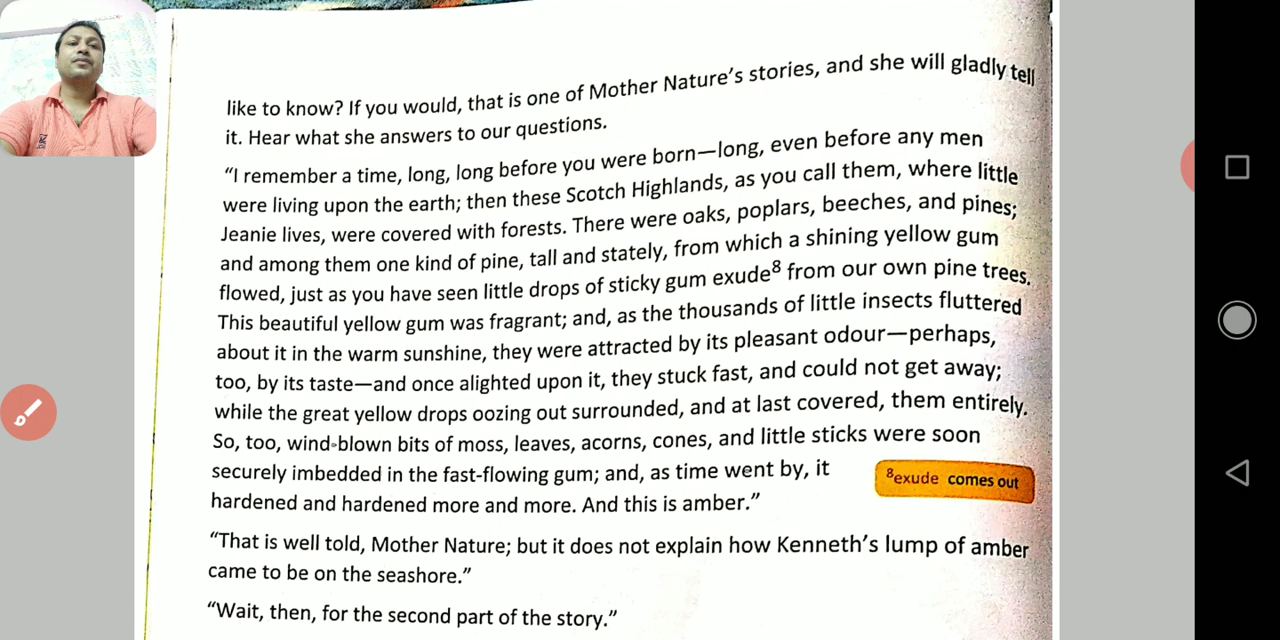 like to know? If you would, that is one of Mother Nature’s stories, and she will gladly tell
it. Hear what she answers to our questions.
“I remember a time, long, long before you were born—long, even before any men
were living upon the earth; then these Scotch Highlands, as you call them, where little
Jeanie lives, were covered with forests. There were oaks, poplars, beeches, and pines;
and among them one kind of pine, tall and stately, from which a shining yellow gum
flowed, just as you have seen little drops of sticky gum exude⁸ from our own pine trees.
This beautiful yellow gum was fragrant; and, as the thousands of little insects fluttered
about it in the warm sunshine, they were attracted by its pleasant odour—perhaps,
too, by its taste—and once alighted upon it, they stuck fast, and could not get away;
while the great yellow drops oozing out surrounded, and at last covered, them entirely.
So, too, wind-blown bits of moss, leaves, acorns, cones, and little sticks were soon
securely imbedded in the fast-flowing gum; and, as time went by, it
hardened and hardened more and more. And this is amber.”
⁸exude comes out
“That is well told, Mother Nature; but it does not explain how Kenneth’s lump of amber
came to be on the seashore.”
“Wait, then, for the second part of the story.”